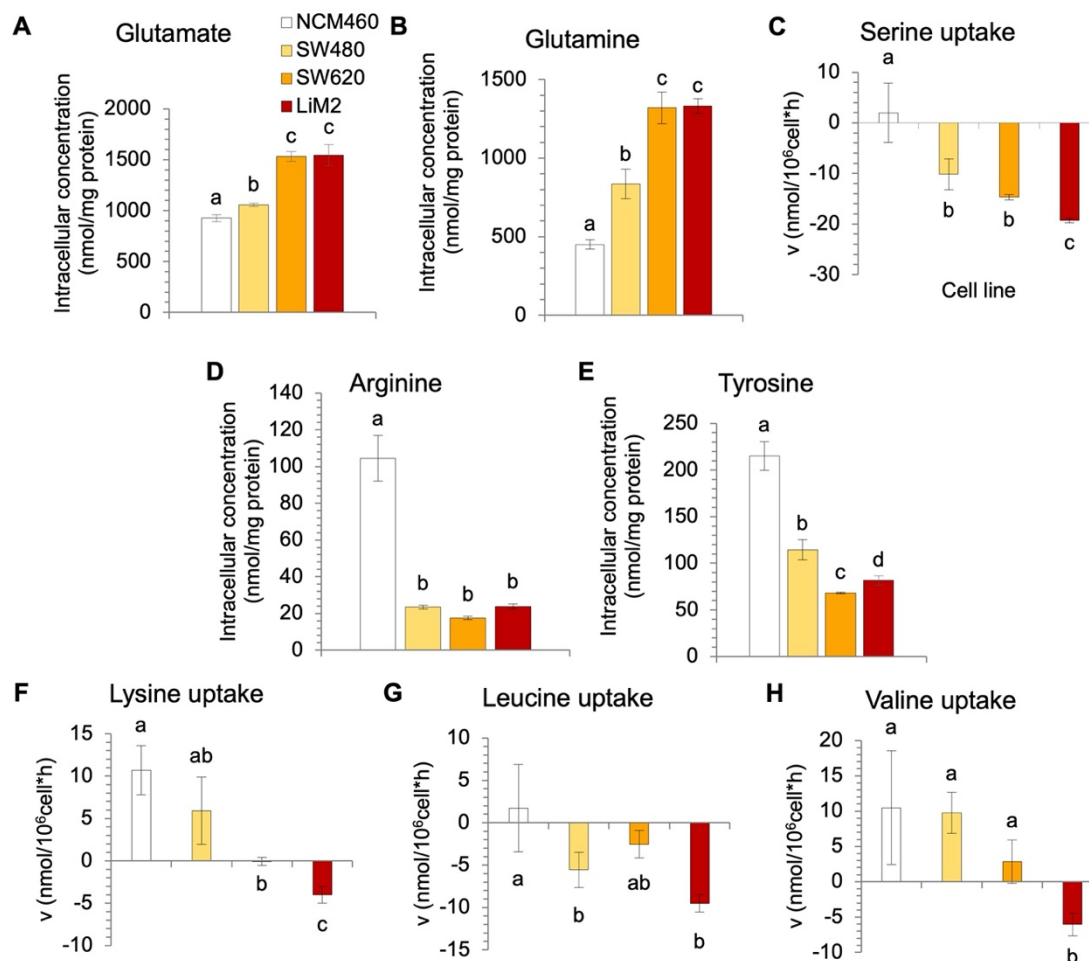 A
Glutamate
NCM460
SW480
SW620
LiM2
Intracellular concentration
(nmol/mg protein)
2000
1500
1000
500
0
a
b
c
c
B
Glutamine
Intracellular concentration
(nmol/mg protein)
1500
1000
500
0
a
b
c
c
C
Serine uptake
v (nmol/10⁶cell*h)
10
0
-10
-20
-30
a
b
b
c
Cell line
D
Arginine
Intracellular concentration
(nmol/mg protein)
140
120
100
80
60
40
20
0
a
b
b
b
E
Tyrosine
Intracellular concentration
(nmol/mg protein)
250
200
150
100
50
0
a
b
c
d
F
Lysine uptake
v (nmol/10⁶cell*h)
15
10
5
0
-5
-10
a
ab
b
c
G
Leucine uptake
v (nmol/10⁶cell*h)
10
5
0
-5
-10
-15
a
b
ab
b
H
Valine uptake
v (nmol/10⁶cell*h)
20
15
10
5
0
-5
-10
a
a
a
b